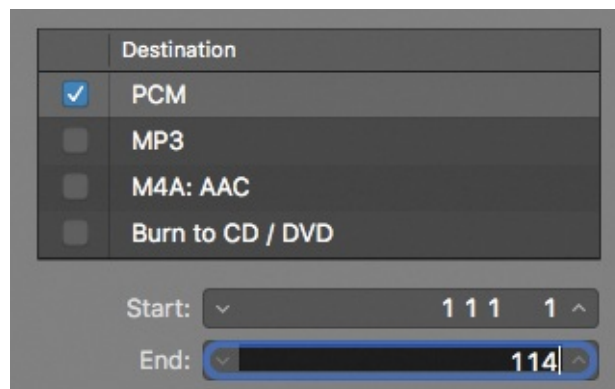 Destination
PCM
MP3
M4A: AAC
Burn to CD / DVD
Start: 1 1 1 1
End: 114